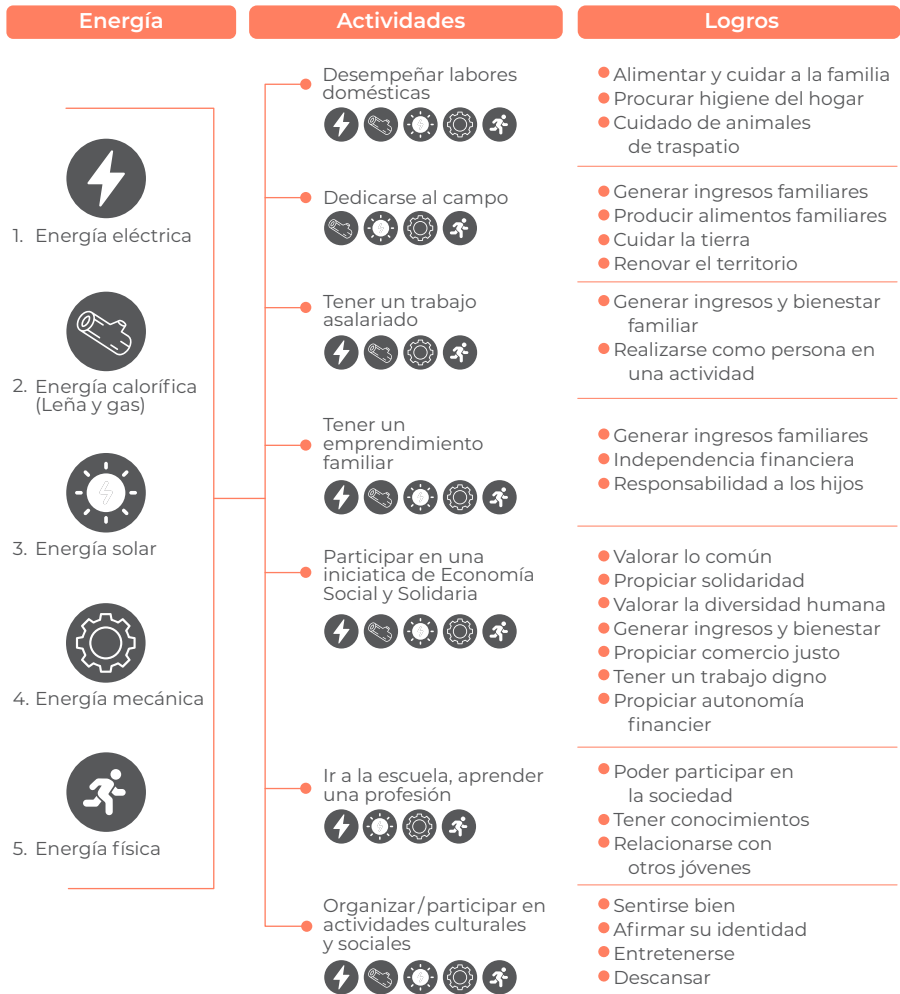 Energía
Actividades
Logros
1. Energía eléctrica
2. Energía calorífica
(Leña y gas)
3. Energía solar
4. Energía mecánica
5. Energía física
Desempeñar labores
domésticas
Dedicarse al campo
Tener un trabajo
asalariado
Tener un
emprendimiento
familiar
Participar en una
iniciatica de Economía
Social y Solidaria
Ir a la escuela, aprender
una profesión
Organizar/participar en
actividades culturales
y sociales
Alimentar y cuidar a la familia
Procurar higiene del hogar
Cuidado de animales
de traspatio
Generar ingresos familiares
Producir alimentos familiares
Cuidar la tierra
Renovar el territorio
Generar ingresos y bienestar
familiar
Realizarse como persona en
una actividad
Generar ingresos familiares
Independencia financiera
Responsabilidad a los hijos
Valorar lo común
Propiciar solidaridad
Valorar la diversidad humana
Generar ingresos y bienestar
Propiciar comercio justo
Tener un trabajo digno
Propiciar autonomía
financier
Poder participar en
la sociedad
Tener conocimientos
Relacionarse con
otros jóvenes
Sentirse bien
Afirmar su identidad
Entretenerse
Descansar